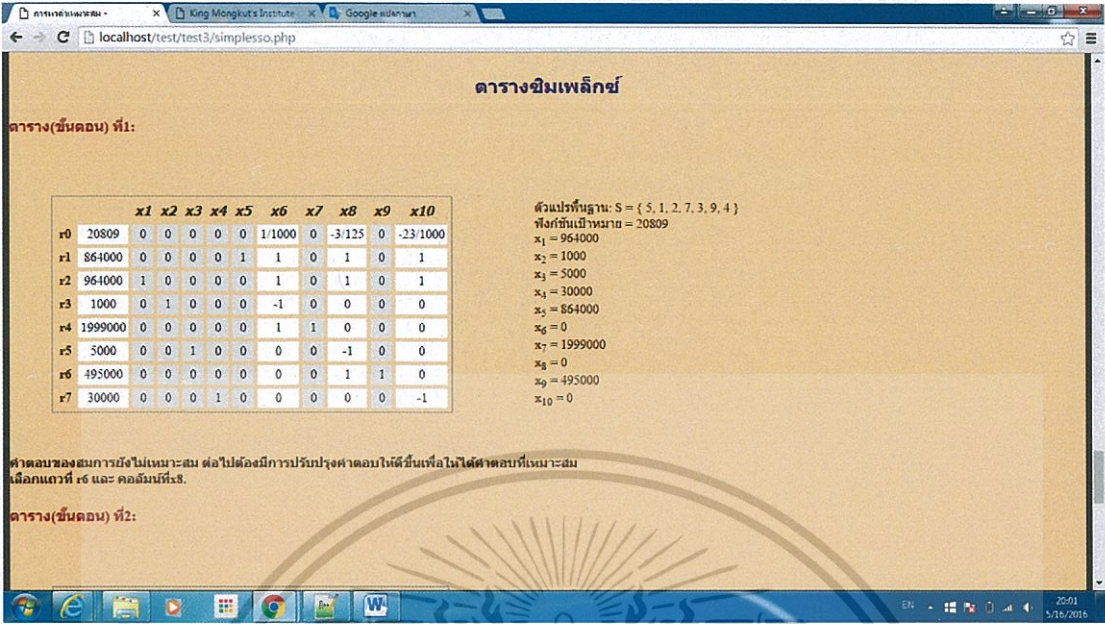 การหาค่าเหมาะสม -
King Mongkut's Institute
Google แปลภาษา
localhost/test/test3/simplesso.php
ตารางซิมเพล็กซ์
ตาราง(ขั้นตอน) ที่1:
x1 x2 x3 x4 x5 x6 x7 x8 x9 x10
r0 20809 0 0 0 0 0 1/1000 0 -3/125 0 -23/1000
r1 864000 0 0 0 0 1 1 0 1 0 1
r2 964000 1 0 0 0 0 1 0 1 0 1
r3 1000 0 1 0 0 0 -1 0 0 0 0
r4 1999000 0 0 0 0 0 1 1 0 0 0
r5 5000 0 0 1 0 0 0 0 -1 0 0
r6 495000 0 0 0 0 0 0 0 1 1 0
r7 30000 0 0 0 1 0 0 0 0 0 -1
ตัวแปรพื้นฐาน: S = { 5, 1, 2, 7, 3, 9, 4 }
ฟังก์ชันเป้าหมาย = 20809
x1 = 964000
x2 = 1000
x3 = 5000
x4 = 30000
x5 = 864000
x6 = 0
x7 = 1999000
x8 = 0
x9 = 495000
x10 = 0
คำตอบของสมการยังไม่เหมาะสม ต่อไปต้องมีการปรับปรุงคำตอบให้ดีขึ้นเพื่อให้ได้คำตอบที่เหมาะสม
เลือกแถวที่ r6 และ คอลัมน์ที่x8.
ตาราง(ขั้นตอน) ที่2:
EN
20:01
5/16/2016